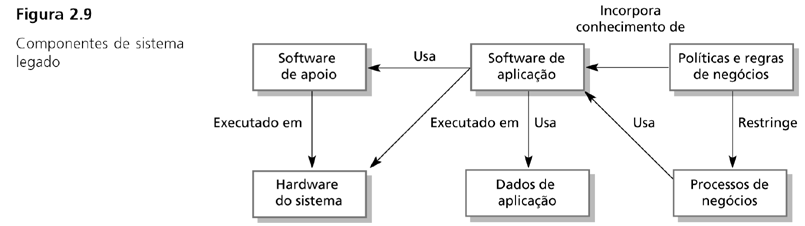 Figura 2.9
Componentes de sistema
legado
Incorpora
conhecimento de
Software
de apoio
Usa
Software de
aplicação
Políticas e regras
de negócios
Executado em
Executado em
Usa
Usa
Restringe
Hardware
do sistema
Dados de
aplicação
Processos de
negócios